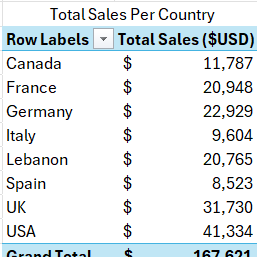 Total Sales Per Country
Row Labels Total Sales ($USD)
Canada $ 11,787
France $ 20,948
Germany $ 22,929
Italy $ 9,604
Lebanon $ 20,765
Spain $ 8,523
UK $ 31,730
USA $ 41,334
Grand Total $ 167,621